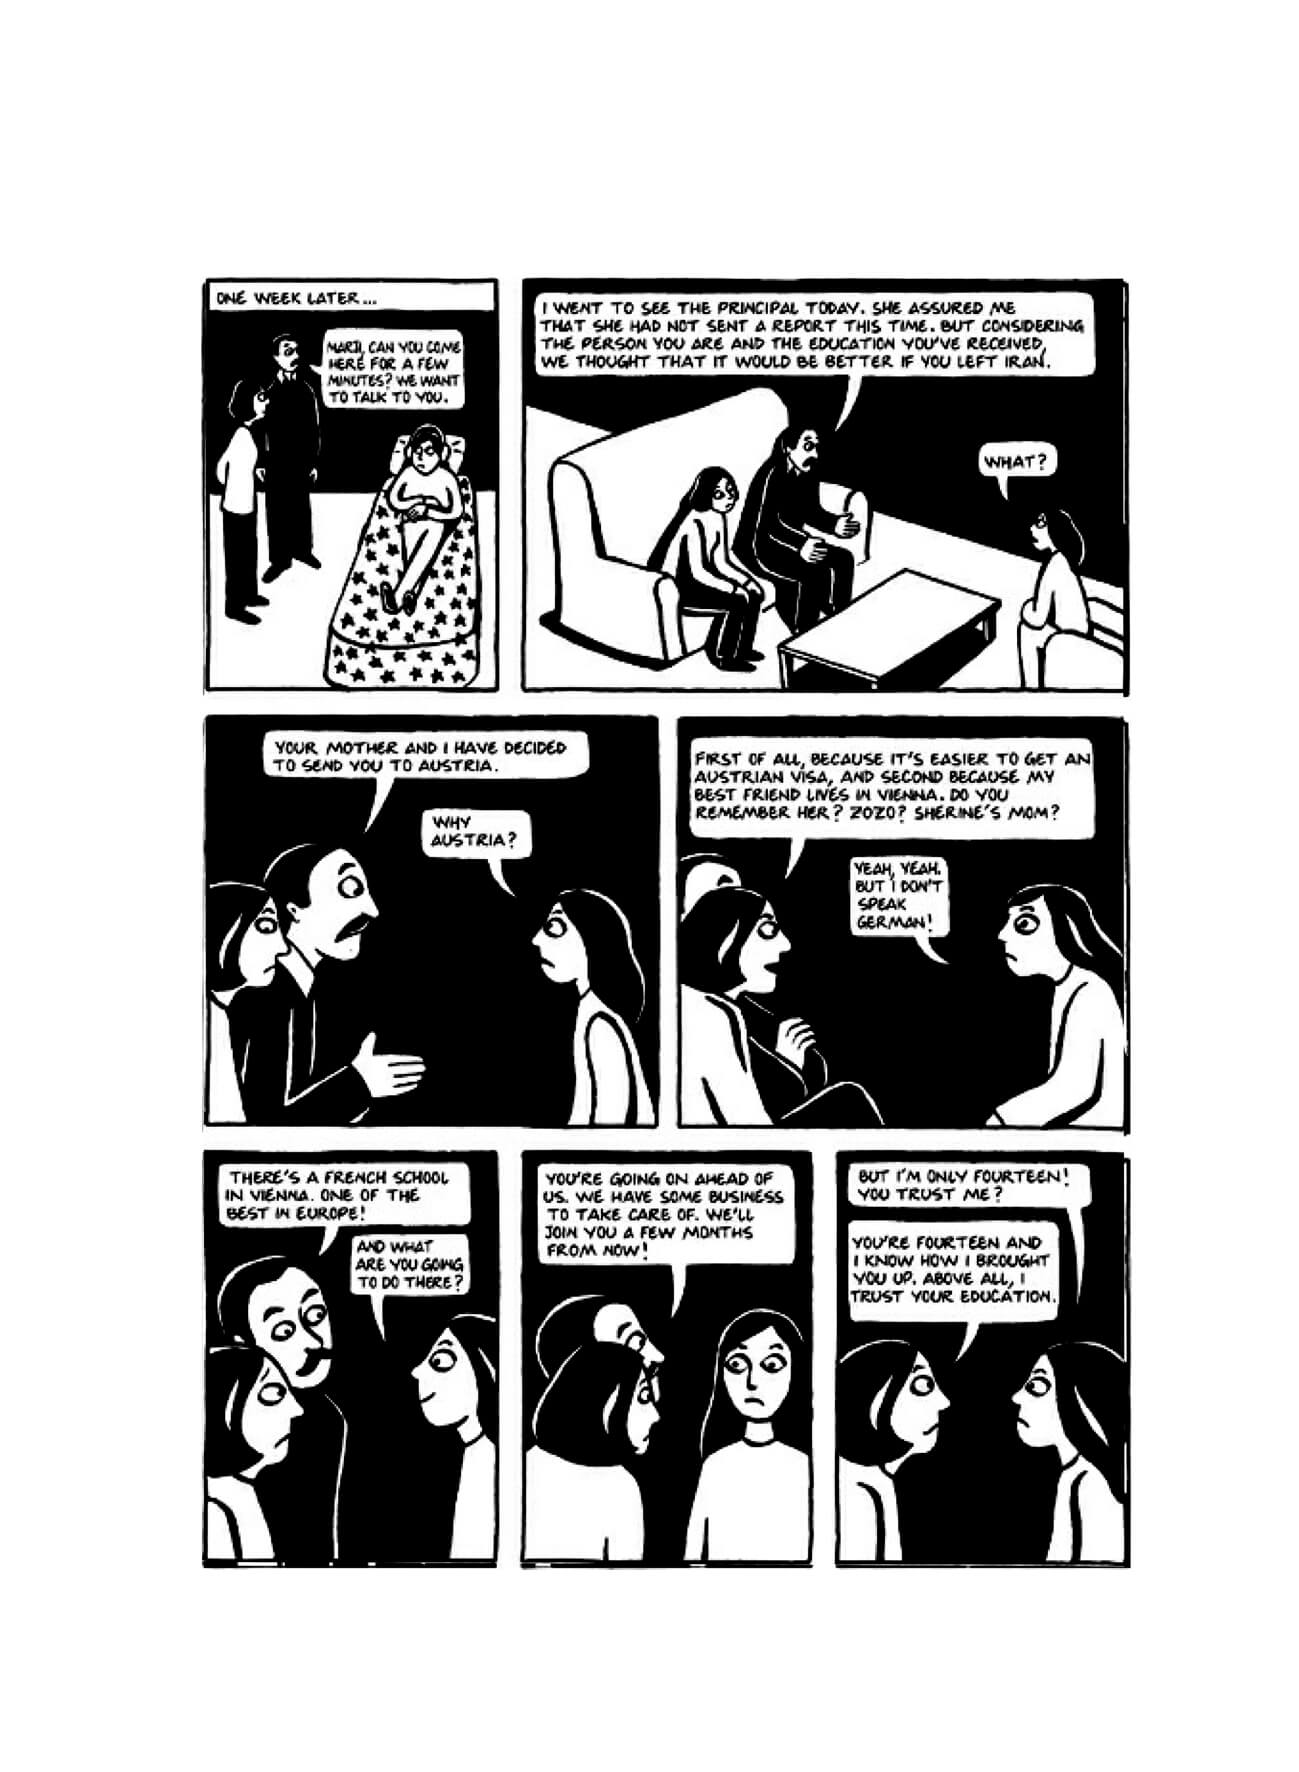 ONE WEEK LATER...
MARJI, CAN YOU COME
HERE FOR A FEW
MINUTES? WE WANT
TO TALK TO YOU.
I WENT TO SEE THE PRINCIPAL TODAY. SHE ASSURED ME
THAT SHE HAD NOT SENT A REPORT THIS TIME. BUT CONSIDERING
THE PERSON YOU ARE AND THE EDUCATION YOU'VE RECEIVED,
WE THOUGHT THAT IT WOULD BE BETTER IF YOU LEFT IRAN.
WHAT?
YOUR MOTHER AND I HAVE DECIDED
TO SEND YOU TO AUSTRIA.
WHY
AUSTRIA?
FIRST OF ALL, BECAUSE IT'S EASIER TO GET AN
AUSTRIAN VISA, AND SECOND BECAUSE MY
BEST FRIEND LIVES IN VIENNA. DO YOU
REMEMBER HER? ZOZO? SHERINE'S MOM?
YEAH, YEAH.
BUT I DON'T
SPEAK
GERMAN!
THERE'S A FRENCH SCHOOL
IN VIENNA. ONE OF THE
BEST IN EUROPE!
AND WHAT
ARE YOU GOING
TO DO THERE?
YOU'RE GOING ON AHEAD OF
US. WE HAVE SOME BUSINESS
TO TAKE CARE OF. WE'LL
JOIN YOU A FEW MONTHS
FROM NOW!
BUT I'M ONLY FOURTEEN!
YOU TRUST ME?
YOU'RE FOURTEEN AND
I KNOW HOW I BROUGHT
YOU UP. ABOVE ALL, I
TRUST YOUR EDUCATION.